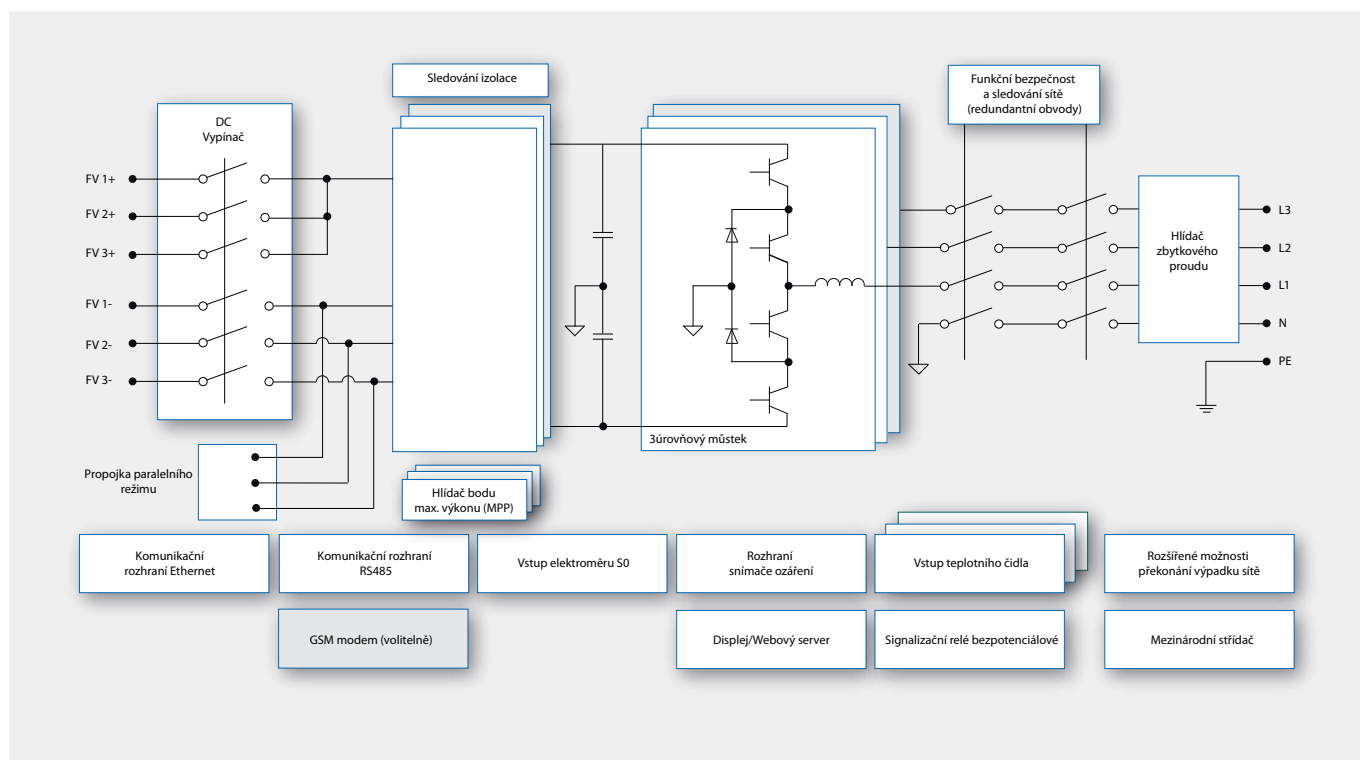 Sledování izolace
Funkční bezpečnost
a sledování sítě
(redundantní obvody)
DC
Vypínač
FV 1+
FV 2+
FV 3+
FV 1-
FV 2-
FV 3-
L3
L2
L1
N
PE
Hlídač
zbytkového
proudu
3úrovňový můstek
Propojka paralelního
režimu
Hlídač bodu
max. výkonu (MPP)
Komunikační
rozhraní Ethernet
Komunikační rozhraní
RS485
Vstup elektroměru S0
Rozhraní
snímače ozáření
Vstup teplotního čidla
Rozšířené možnosti
překonání výpadku sítě
GSM modem (volitelně)
Displej/Webový server
Signalizační relé bezpotenciálové
Mezinárodní střídač